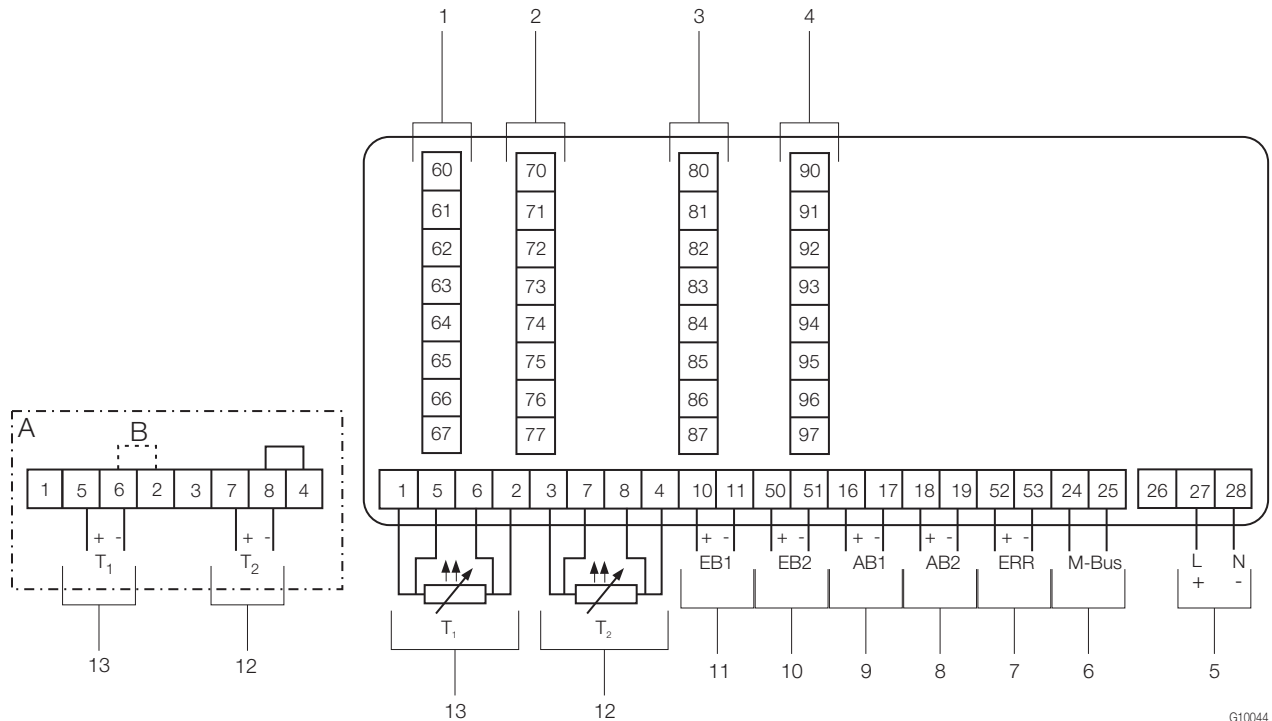 1 2 3 4
60 70 80 90
61 71 81 91
62 72 82 92
63 73 83 93
64 74 84 94
65 75 85 95
66 76 86 96
67 77 87 97
A
B
1 5 6 2 3 7 8 4
+ - + -
T1 T2
13 12
1 5 6 2 3 7 8 4 10 11 50 51 16 17 18 19 52 53 24 25 26 27 28
+ - + - + - + - + -
EB1 EB2 AB1 AB2 ERR M-Bus L N
+ -
T1 T2
13 12 11 10 9 8 7 6 5
G10044